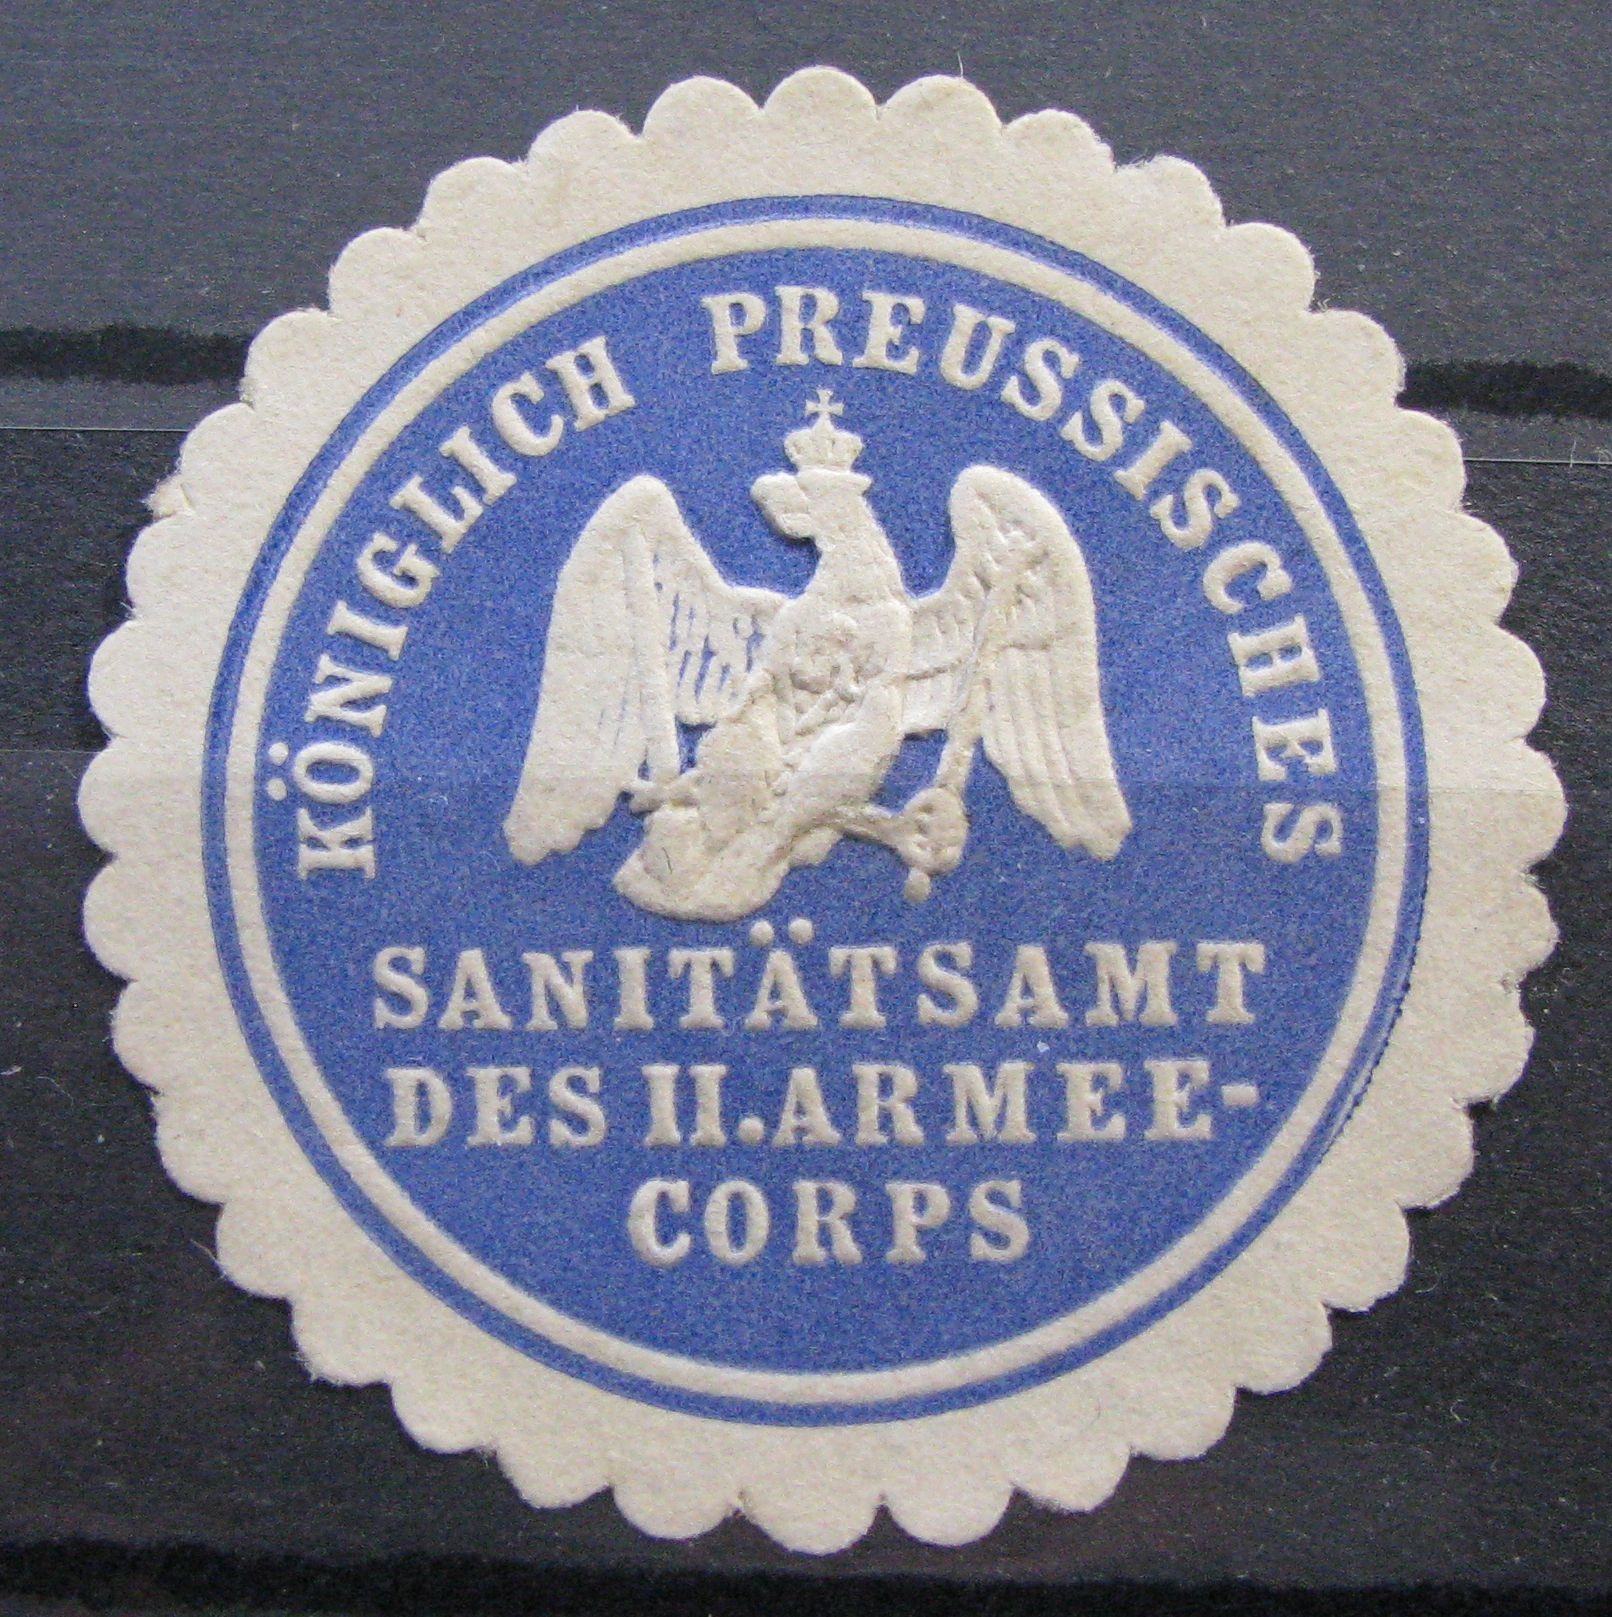 KÖNIGLICH PREUSSISCHES
SANITÄTSAMT
DES II. ARMEE-
CORPS